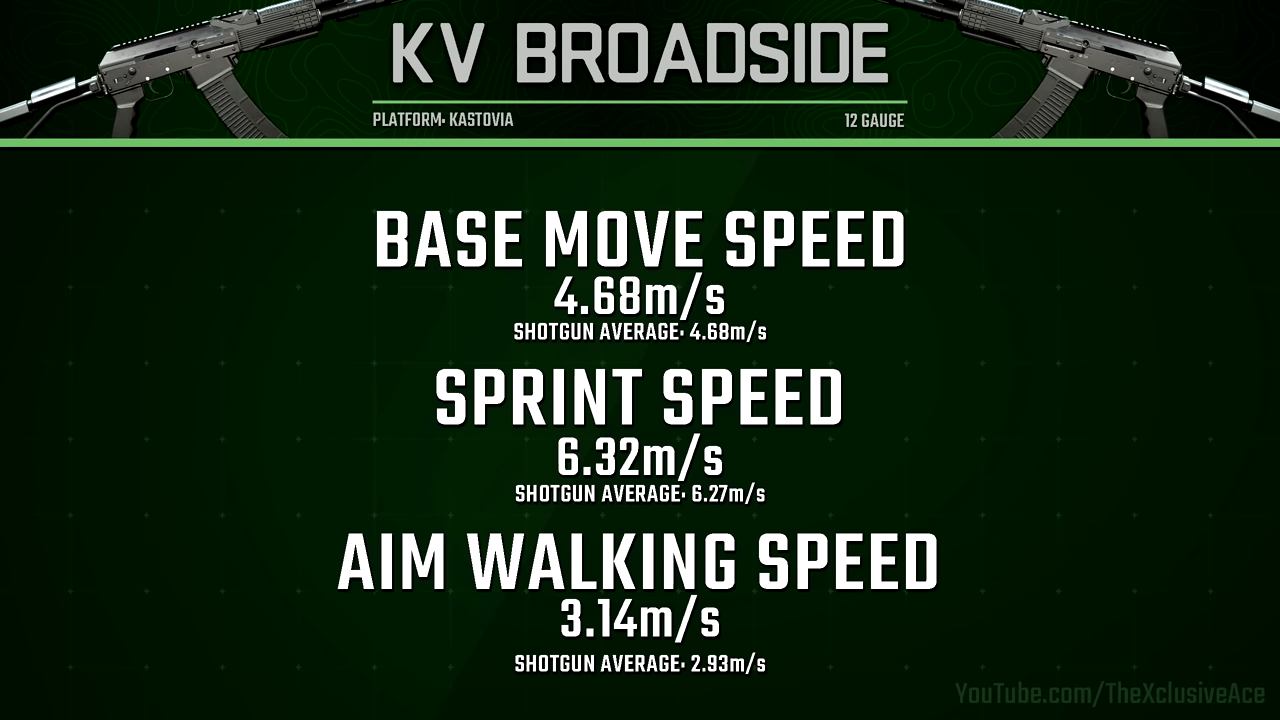 KV BROADSIDE
PLATFORM: KASTOVIA
12 GAUGE
BASE MOVE SPEED
4.68m/s
SHOTGUN AVERAGE: 4.68m/s
SPRINT SPEED
6.32m/s
SHOTGUN AVERAGE: 6.27m/s
AIM WALKING SPEED
3.14m/s
SHOTGUN AVERAGE: 2.93m/s
YouTube.com/TheXclusiveAce